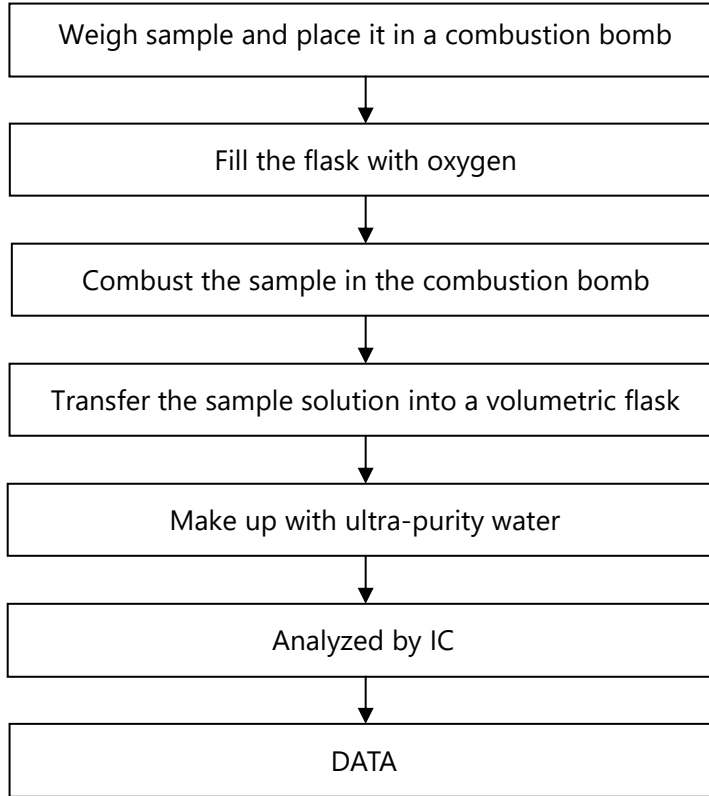 Weigh sample and place it in a combustion bomb
Fill the flask with oxygen
Combust the sample in the combustion bomb
Transfer the sample solution into a volumetric flask
Make up with ultra-purity water
Analyzed by IC
DATA